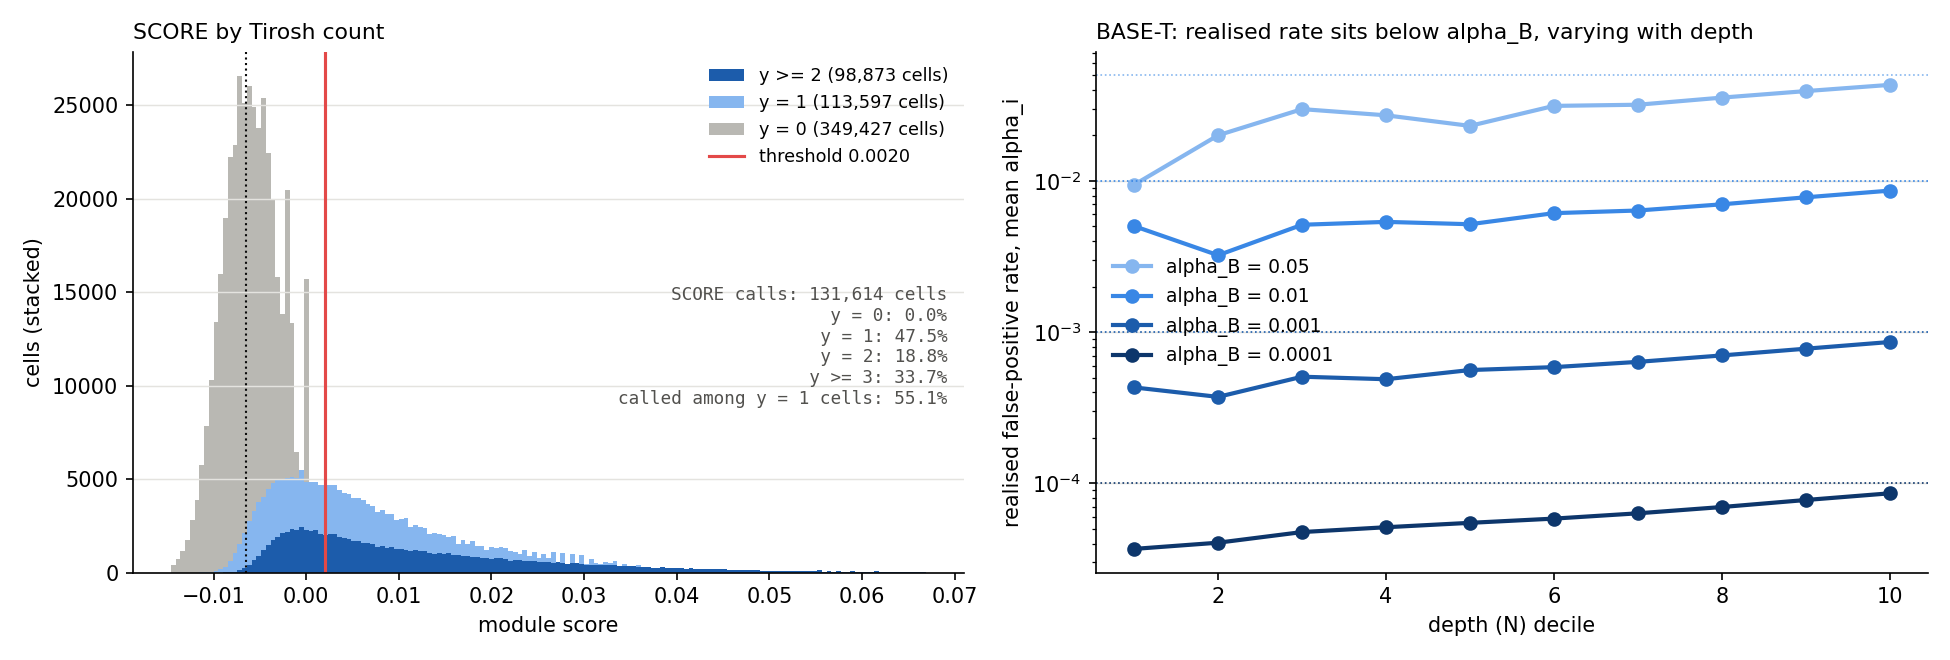 SCORE by Tirosh count
cells (stacked)
25000
20000
15000
10000
5000
0
y >= 2 (98,873 cells)
y = 1 (113,597 cells)
y = 0 (349,427 cells)
threshold 0.0020
SCORE calls: 131,614 cells
y = 0: 0.0%
y = 1: 47.5%
y = 2: 18.8%
y >= 3: 33.7%
called among y = 1 cells: 55.1%
−0.01 0.00 0.01 0.02 0.03 0.04 0.05 0.06 0.07
module score
BASE-T: realised rate sits below alpha_B, varying with depth
realised false-positive rate, mean alpha_i
10⁻²
10⁻³
10⁻⁴
alpha_B = 0.05
alpha_B = 0.01
alpha_B = 0.001
alpha_B = 0.0001
2 4 6 8 10
depth (N) decile